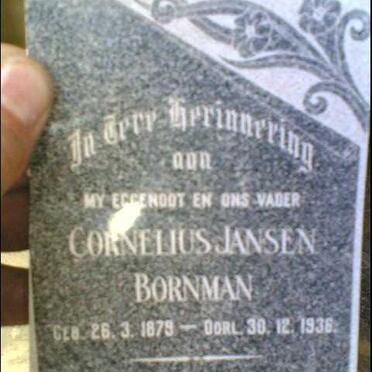 In Tere Herinnering
aan
MY EGGENOOT EN ONS VADER
CORNELIUS JANSEN
BORNMAN
GEB. 26. 3. 1879 — OORL. 30. 12. 1936.